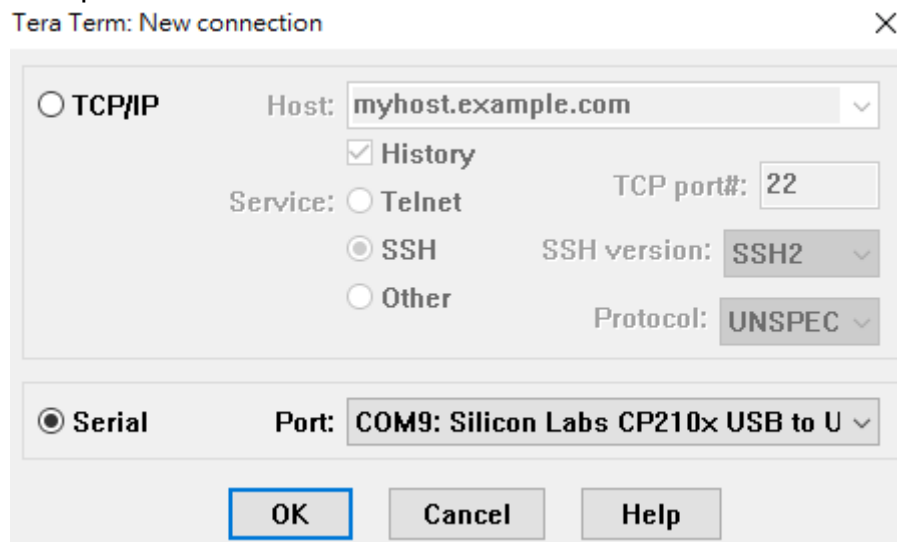 Tera Term: New connection
TCP/IP Host: myhost.example.com
History
Service: Telnet TCP port#: 22
SSH SSH version: SSH2
Other Protocol: UNSPEC
Serial Port: COM9: Silicon Labs CP210x USB to U
OK Cancel Help